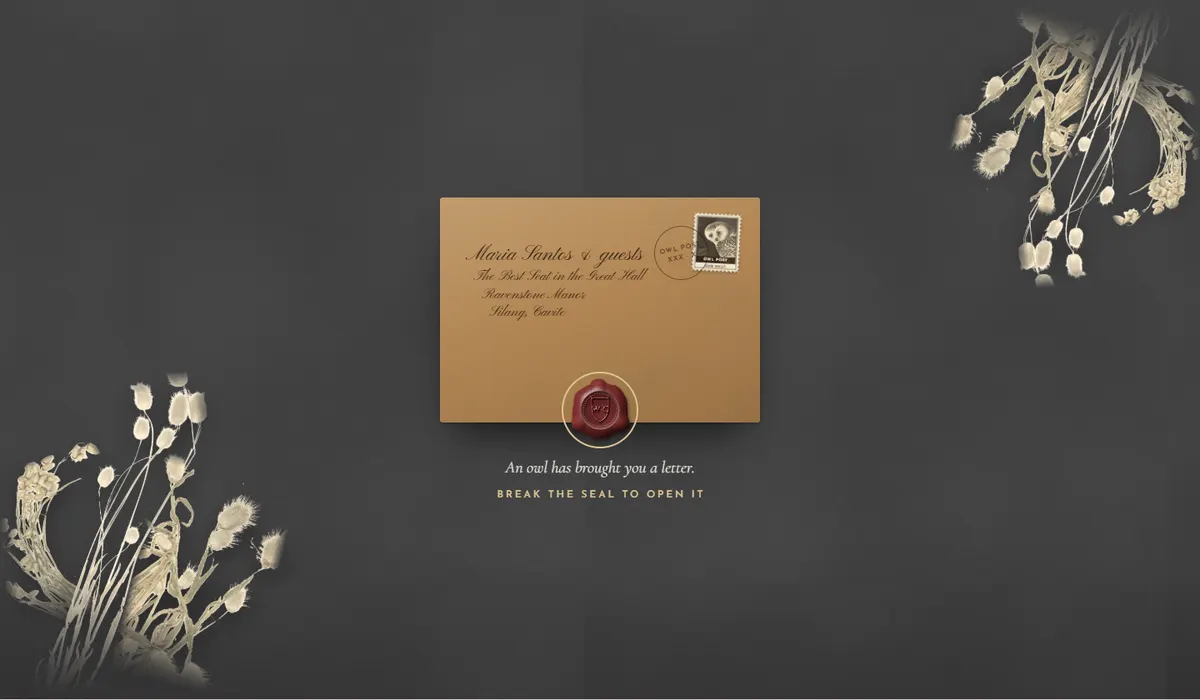 Maria Santos & guests
The Best Seat in the Great Hall
Ravenstone Manor
Silang, Cavite
OWL PO
XXX
OWL POST
An owl has brought you a letter.
BREAK THE SEAL TO OPEN IT